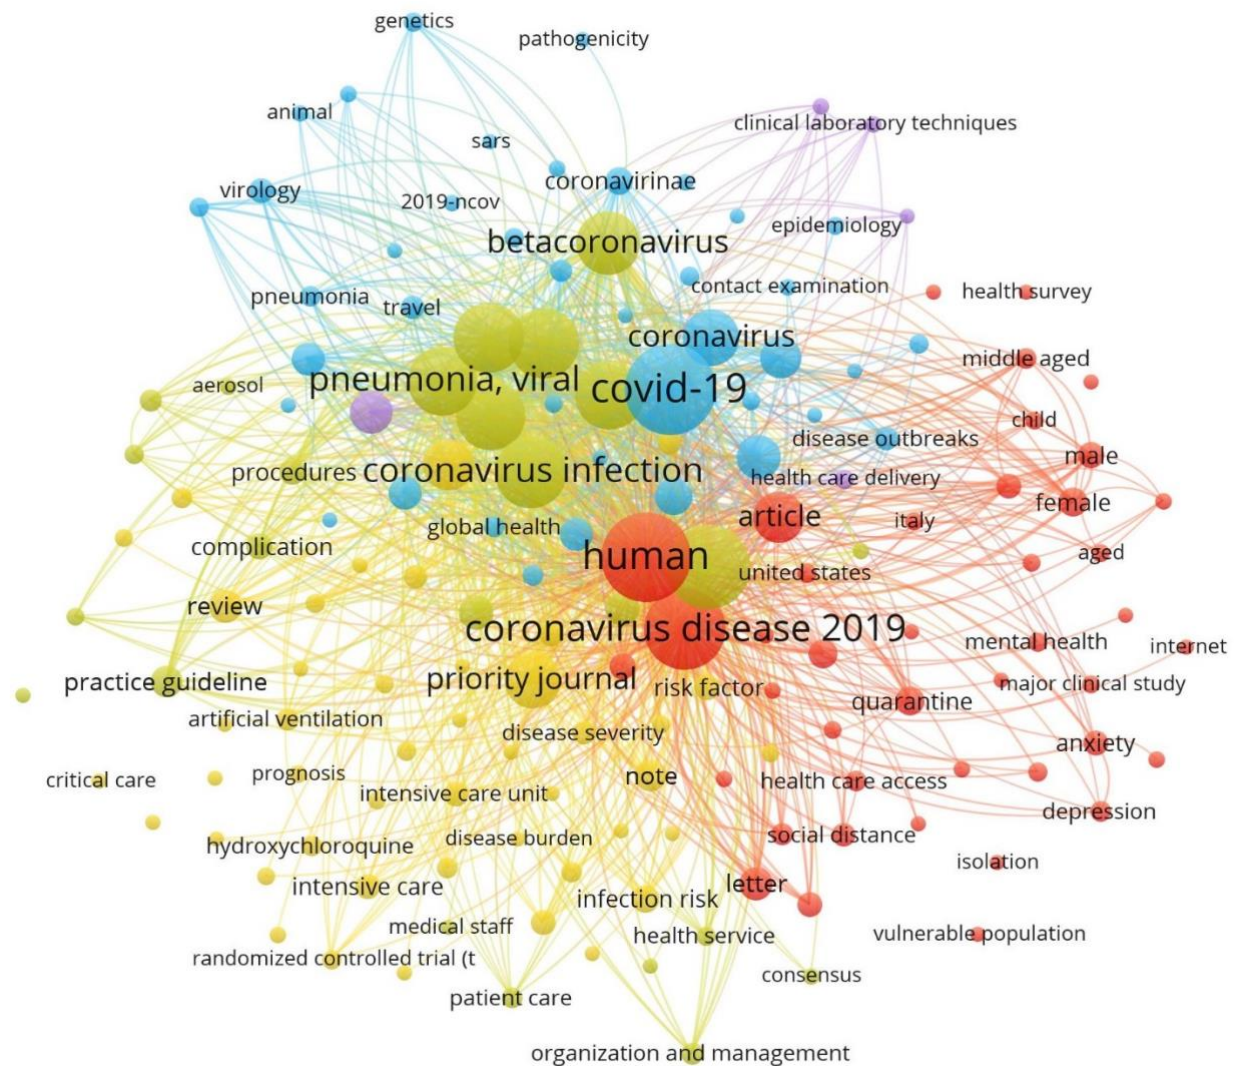 genetics
pathogenicity
animal
clinical laboratory techniques
sars
coronavirinae
virology
2019-ncov
epidemiology
betacoronavirus
contact examination
health survey
pneumonia
travel
coronavirus
middle aged
pneumonia, viral
covid-19
aerosol
child
disease outbreaks
male
procedures
coronavirus infection
health care delivery
female
article
italy
global health
complication
human
aged
united states
review
coronavirus disease 2019
mental health
internet
practice guideline
priority journal
risk factor
major clinical study
quarantine
artificial ventilation
disease severity
anxiety
critical care
prognosis
note
health care access
intensive care unit
depression
hydroxychloroquine
disease burden
social distance
isolation
intensive care
letter
infection risk
medical staff
health service
vulnerable population
randomized controlled trial (t
consensus
patient care
organization and management